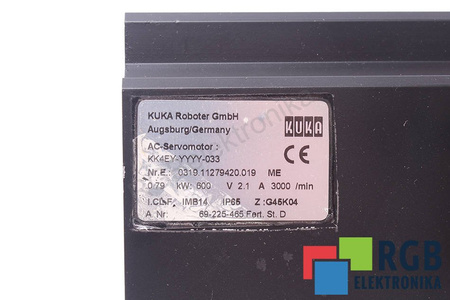 KUKA Roboter GmbH
Augsburg/Germany
KUKA
AC-Servomotor :
KK4EY-YYYY-033
CE
Nr.E.: 0319.11279420.019 ME
0.79 kW: 600 V 2.1 A 3000 /min
I.CL.F: IMB14 IP65 Z :G45K04
A .Nr: 69-225-465 Fert. St. D
RGB
ELEKTRONIKA